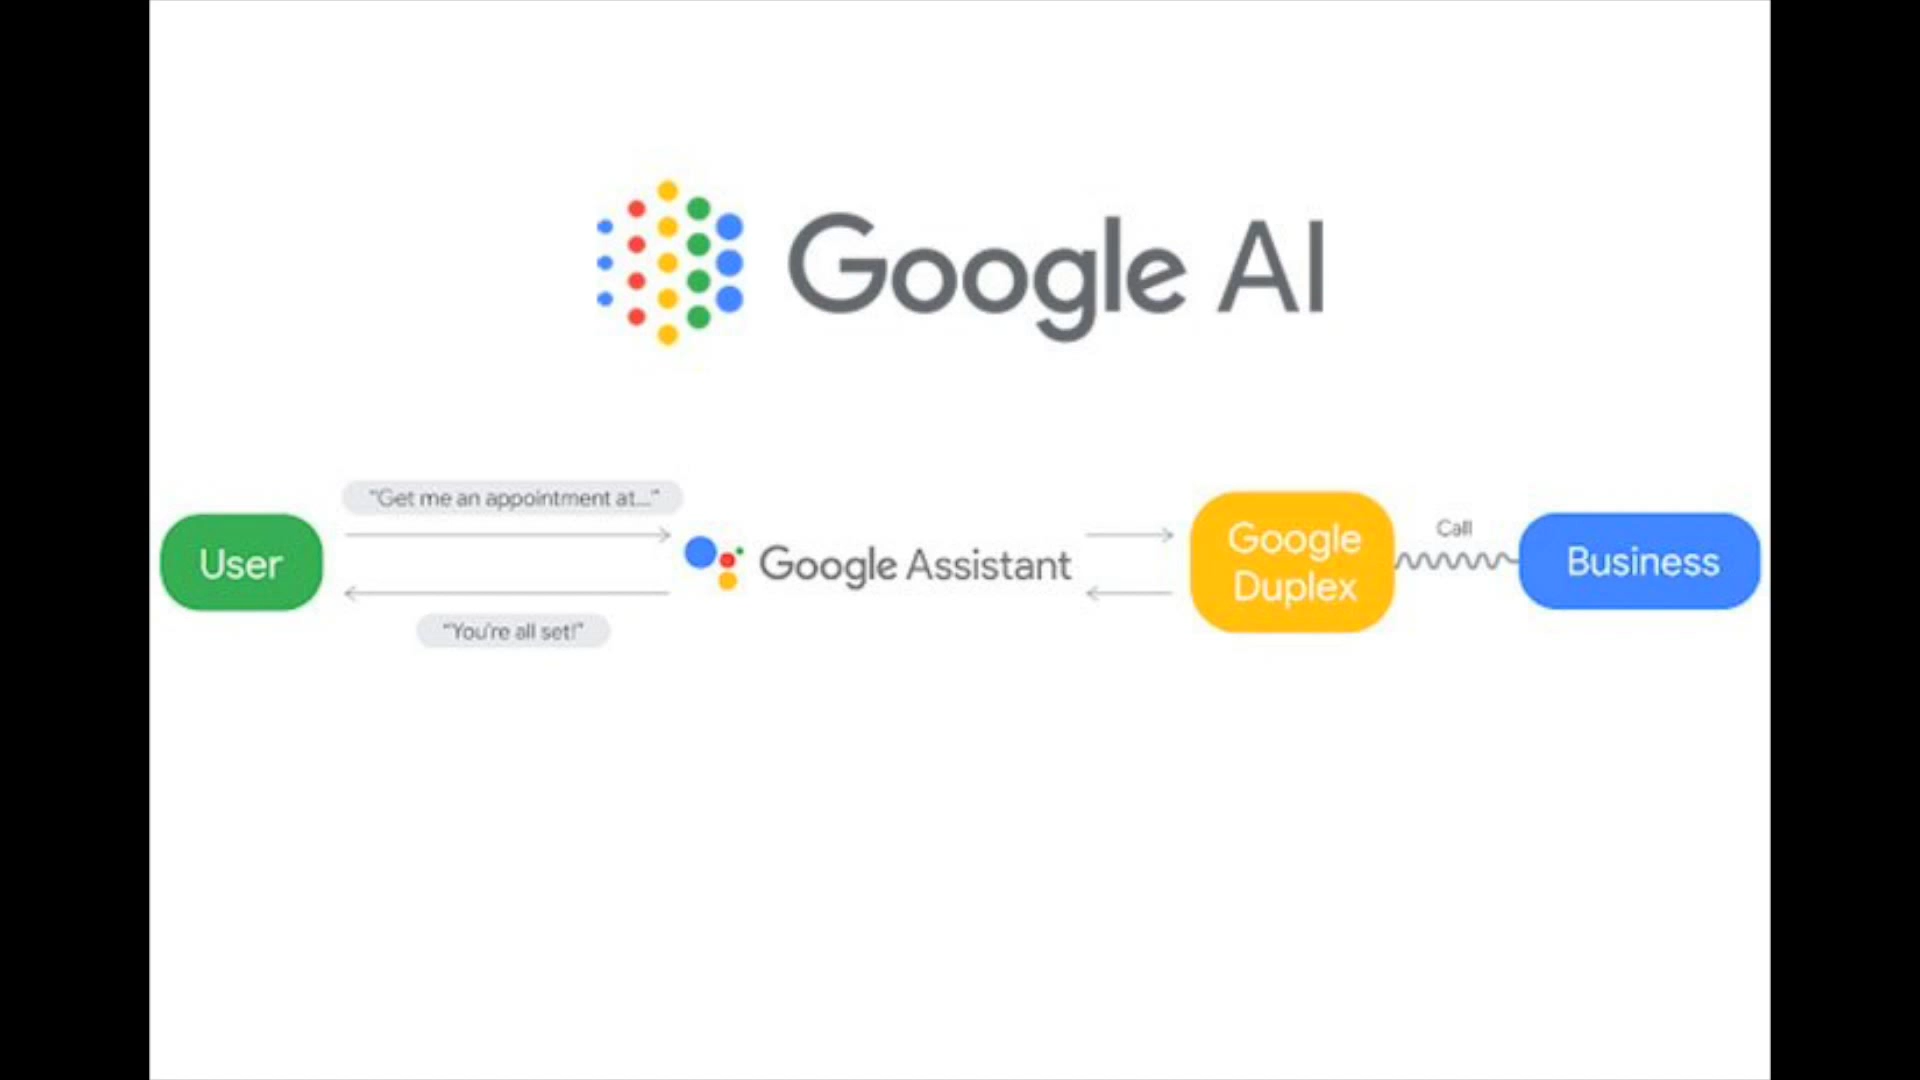 Google AI
"Get me an appointment at..."
User
Google Assistant
Google
Duplex
Call
Business
"You're all set!"